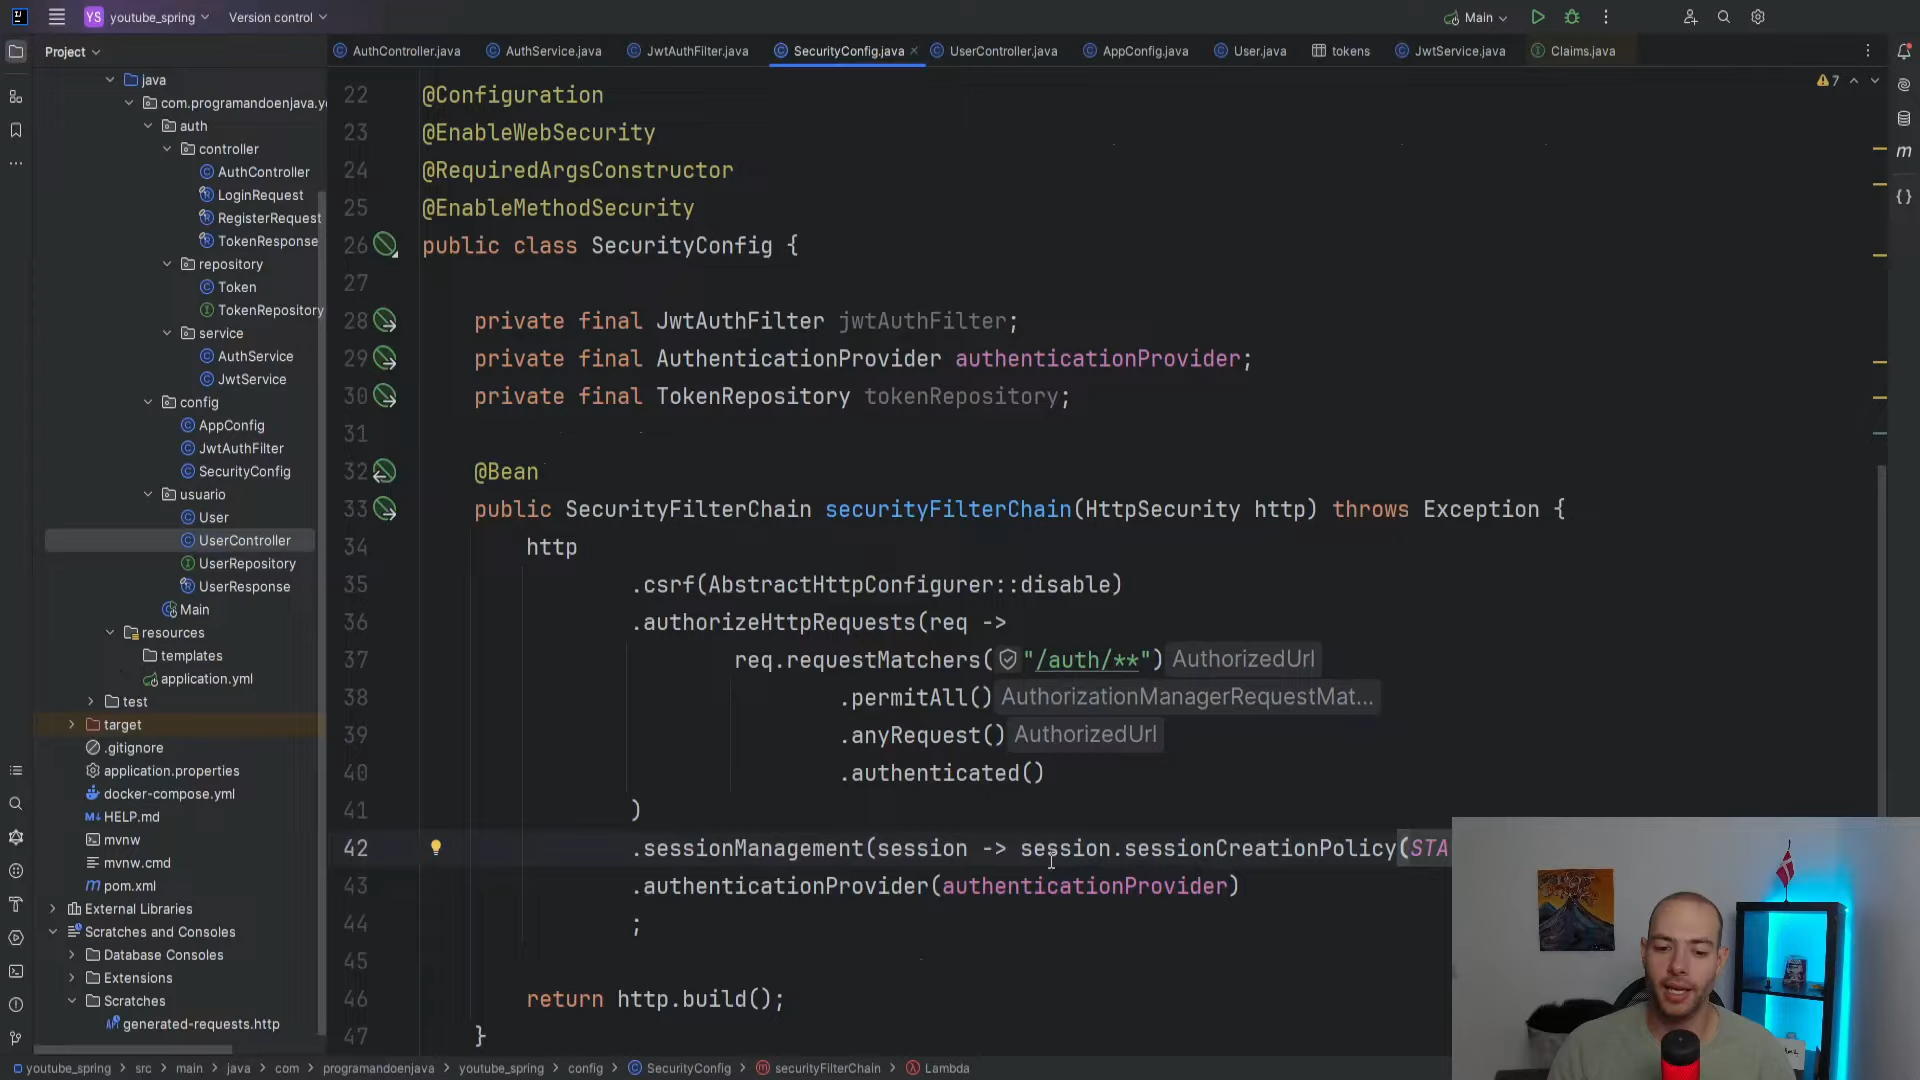 YS youtube_spring Version control Main
Project AuthController.java AuthService.java JwtAuthFilter.java SecurityConfig.java UserController.java AppConfig.java User.java tokens JwtService.java Claims.java
java
com.programandoenjava.yo
auth
controller
AuthController
LoginRequest
RegisterRequest
TokenResponse
repository
Token
TokenRepository
service
AuthService
JwtService
config
AppConfig
JwtAuthFilter
SecurityConfig
usuario
User
UserController
UserRepository
UserResponse
Main
resources
templates
application.yml
test
target
.gitignore
application.properties
docker-compose.yml
HELP.md
mvnw
mvnw.cmd
pom.xml
External Libraries
Scratches and Consoles
Database Consoles
Extensions
Scratches
generated-requests.http
7
22 @Configuration
23 @EnableWebSecurity
24 @RequiredArgsConstructor
25 @EnableMethodSecurity
26 public class SecurityConfig {
27
28 private final JwtAuthFilter jwtAuthFilter;
29 private final AuthenticationProvider authenticationProvider;
30 private final TokenRepository tokenRepository;
31
32 @Bean
33 public SecurityFilterChain securityFilterChain(HttpSecurity http) throws Exception {
34 http
35 .csrf(AbstractHttpConfigurer::disable)
36 .authorizeHttpRequests(req ->
37 req.requestMatchers("/auth/**") AuthorizedUrl
38 .permitAll() AuthorizationManagerRequestMat...
39 .anyRequest() AuthorizedUrl
40 .authenticated()
41 )
42 .sessionManagement(session -> session.sessionCreationPolicy(STA
43 .authenticationProvider(authenticationProvider)
44 ;
45
46 return http.build();
47 }
youtube_spring > src > main > java > com > programandoenjava > youtube_spring > config > SecurityConfig > securityFilterChain > Lambda